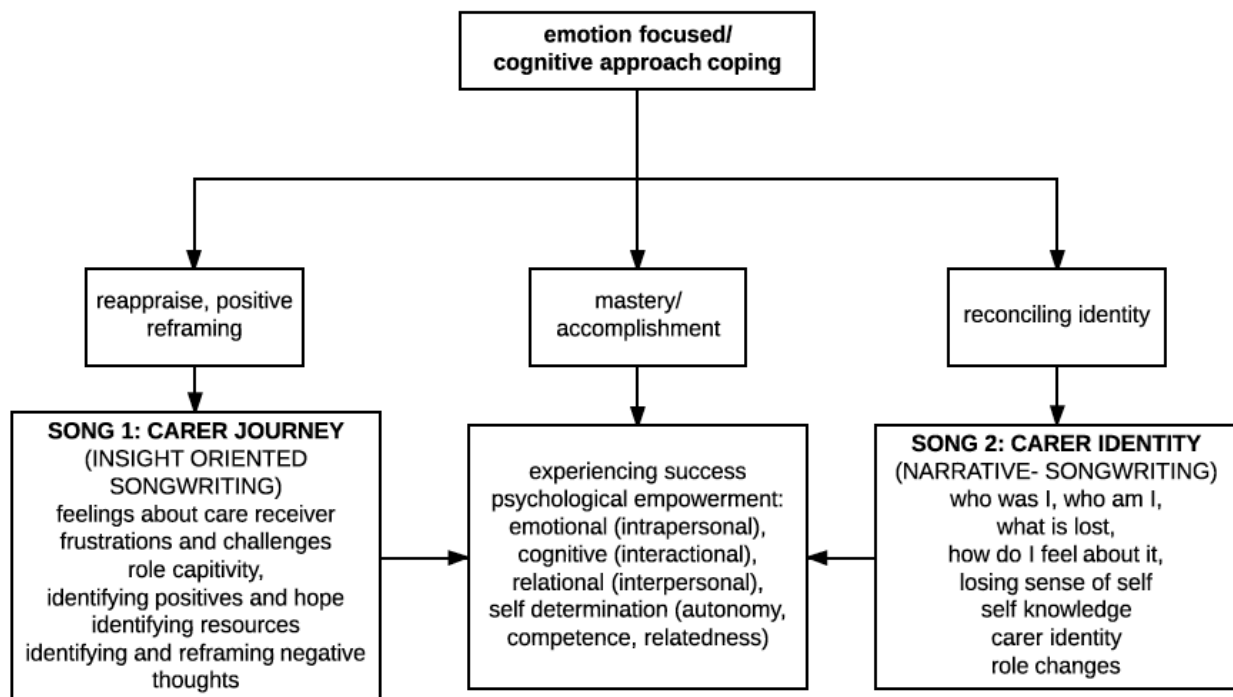 emotion focused/
cognitive approach coping
reappraise, positive
reframing
mastery/
accomplishment
reconciling identity
SONG 1: CARER JOURNEY
(INSIGHT ORIENTED
SONGWRITING)
feelings about care receiver
frustrations and challenges
role capitivity,
identifying positives and hope
identifying resources
identifying and reframing negative
thoughts
experiencing success
psychological empowerment:
emotional (intrapersonal),
cognitive (interactional),
relational (interpersonal),
self determination (autonomy,
competence, relatedness)
SONG 2: CARER IDENTITY
(NARRATIVE- SONGWRITING)
who was I, who am I,
what is lost,
how do I feel about it,
losing sense of self
self knowledge
carer identity
role changes